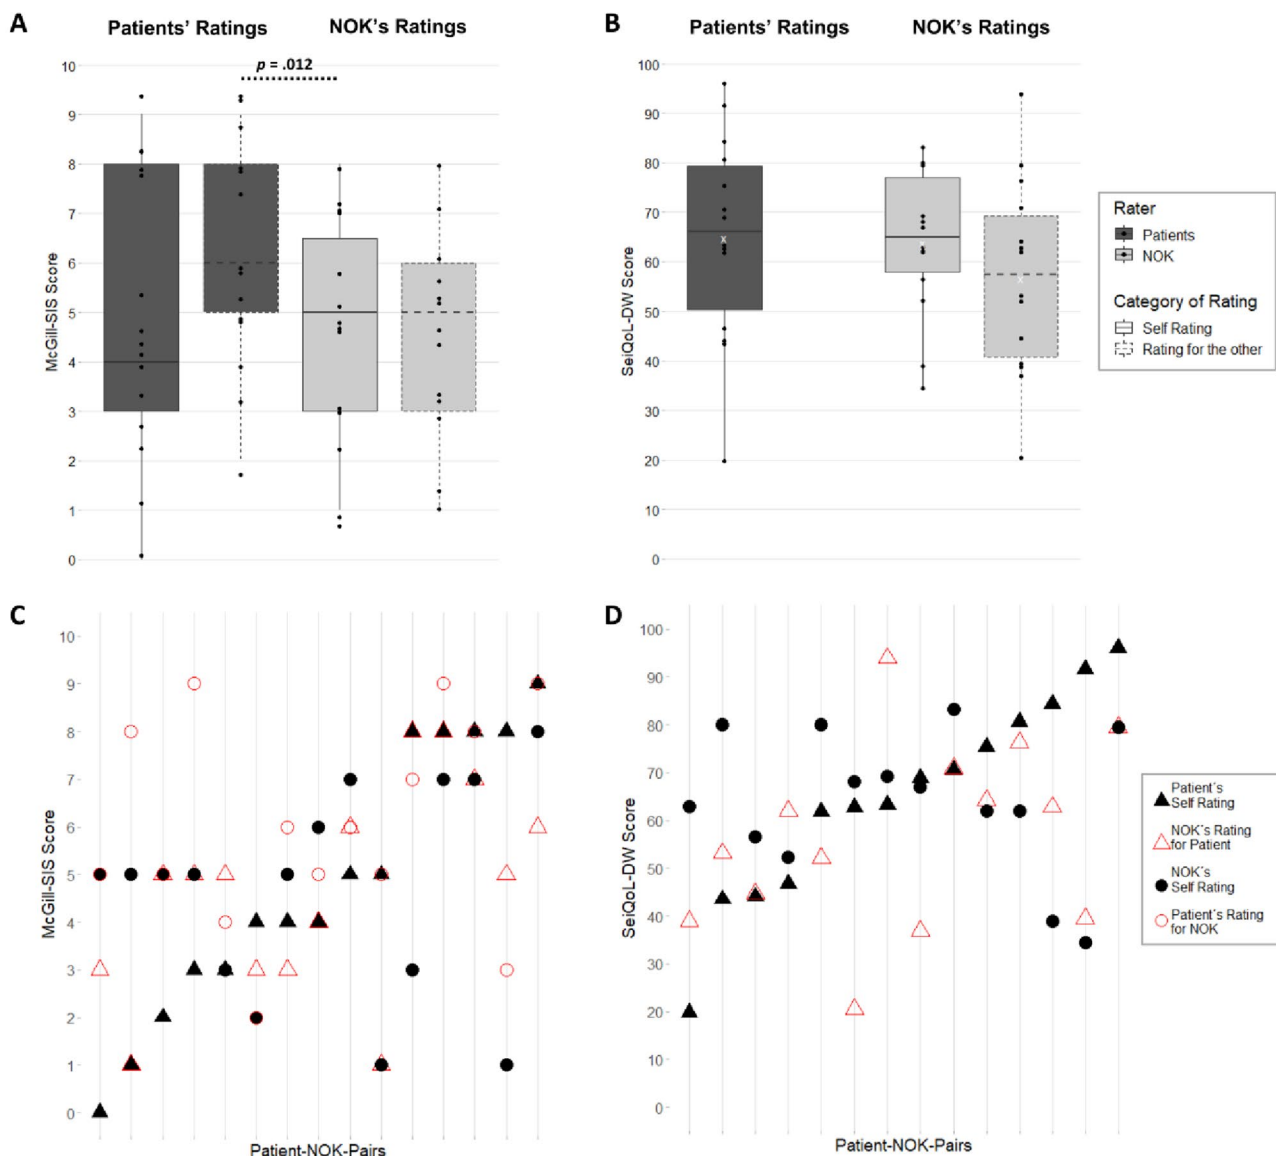 A
Patients’ Ratings
NOK’s Ratings
p = .012
McGill-SIS Score
10
9
8
7
6
5
4
3
2
1
0
B
Patients’ Ratings
NOK’s Ratings
SeiQoL-DW Score
100
90
80
70
60
50
40
30
20
10
0
x
x
x
Rater
Patients
NOK
Category of Rating
Self Rating
Rating for the other
C
McGill-SIS Score
10
9
8
7
6
5
4
3
2
1
0
Patient-NOK-Pairs
D
SeiQoL-DW Score
100
90
80
70
60
50
40
30
20
10
0
Patient-NOK-Pairs
Patient´s
Self Rating
NOK´s Rating
for Patient
NOK´s
Self Rating
Patient´s Rating
for NOK